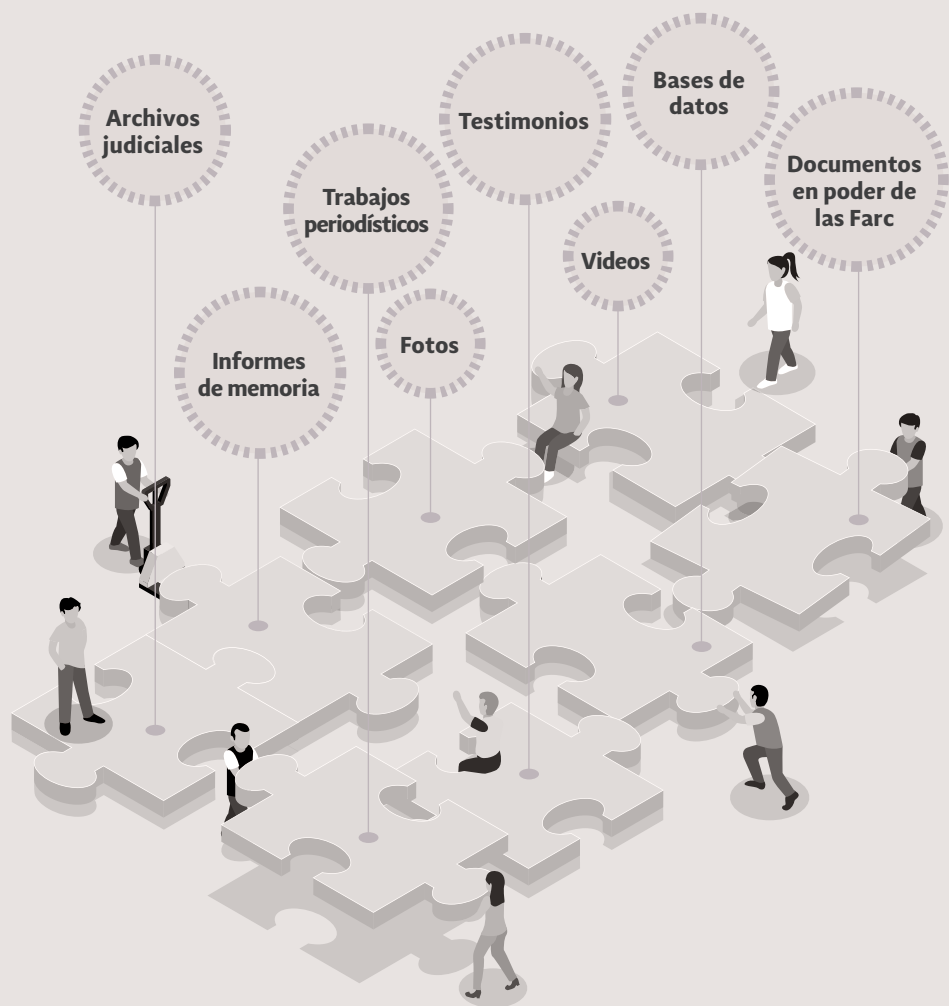 Archivos
judiciales
Trabajos
periodísticos
Testimonios
Bases de
datos
Documentos
en poder de
las Farc
Videos
Informes
de memoria
Fotos